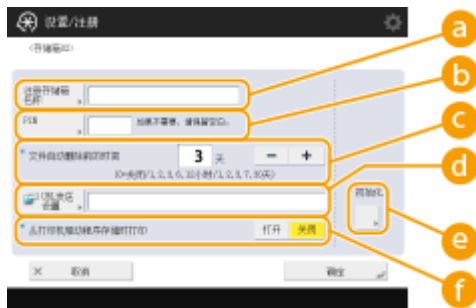 设置/注册
<存储箱>
a
注册存储箱
名称
b
PIN
如果不需要，请保留空白。
c
文件自动删除前的时间
3 天 - +
(0=关闭/1, 2, 3, 6, 12小时/1, 2, 3, 7, 30天)
d
URL发送
设置
初始化
e
从打印机驱动程序存储时打印
打开 关闭
f
× 取消
确定